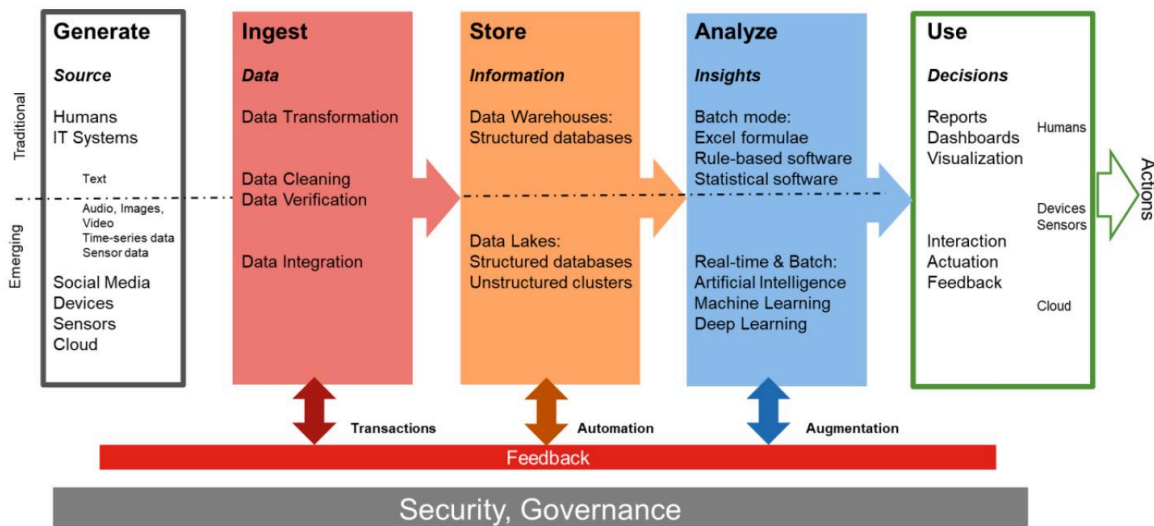 Generate
Source
Humans
IT Systems
Text
Audio, Images,
Video
Time-series data
Sensor data
Social Media
Devices
Sensors
Cloud
Traditional
Emerging
Ingest
Data
Data Transformation
Data Cleaning
Data Verification
Data Integration
Store
Information
Data Warehouses:
Structured databases
Data Lakes:
Structured databases
Unstructured clusters
Analyze
Insights
Batch mode:
Excel formulae
Rule-based software
Statistical software
Real-time & Batch:
Artificial Intelligence
Machine Learning
Deep Learning
Use
Decisions
Reports
Dashboards
Visualization
Humans
Devices
Sensors
Interaction
Actuation
Feedback
Cloud
Actions
Transactions
Automation
Augmentation
Feedback
Security, Governance